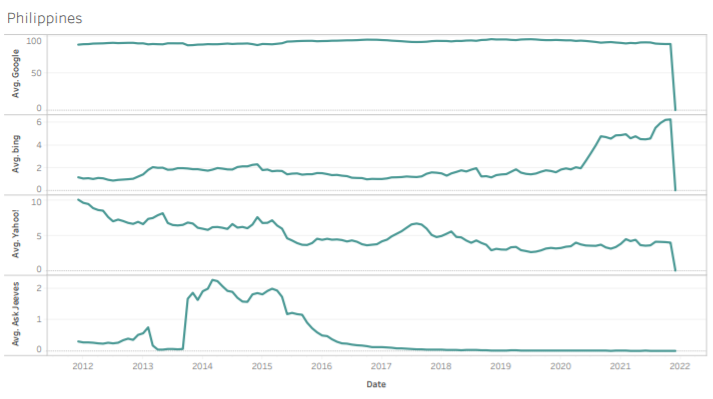 Philippines
Avg. Google
100
50
0
Avg. bing
6
4
2
0
Avg. Yahoo!
10
5
0
Avg. Ask Jeeves
2
1
0
2012 2013 2014 2015 2016 2017 2018 2019 2020 2021 2022
Date